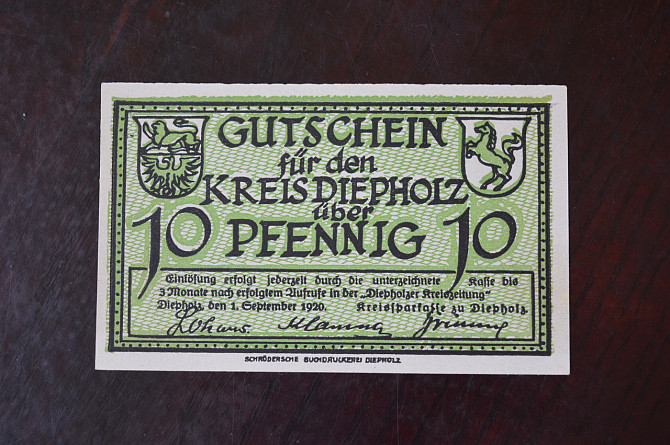 GUTSCHEIN
für den
KREIS DIEPHOLZ
über
10 PFENNIG 10
Einlösung erfolgt jederzeit durch die unterzeichnete Kasse bis
3 Monate nach erfolgtem Aufrufe in der „Diepholzer Kreiszeitung“
Diepholz, den 1. September 1920. Kreissparkasse zu Diepholz.
SCHRÖDERSCHE BUCHDRUCKEREI DIEPHOLZ.